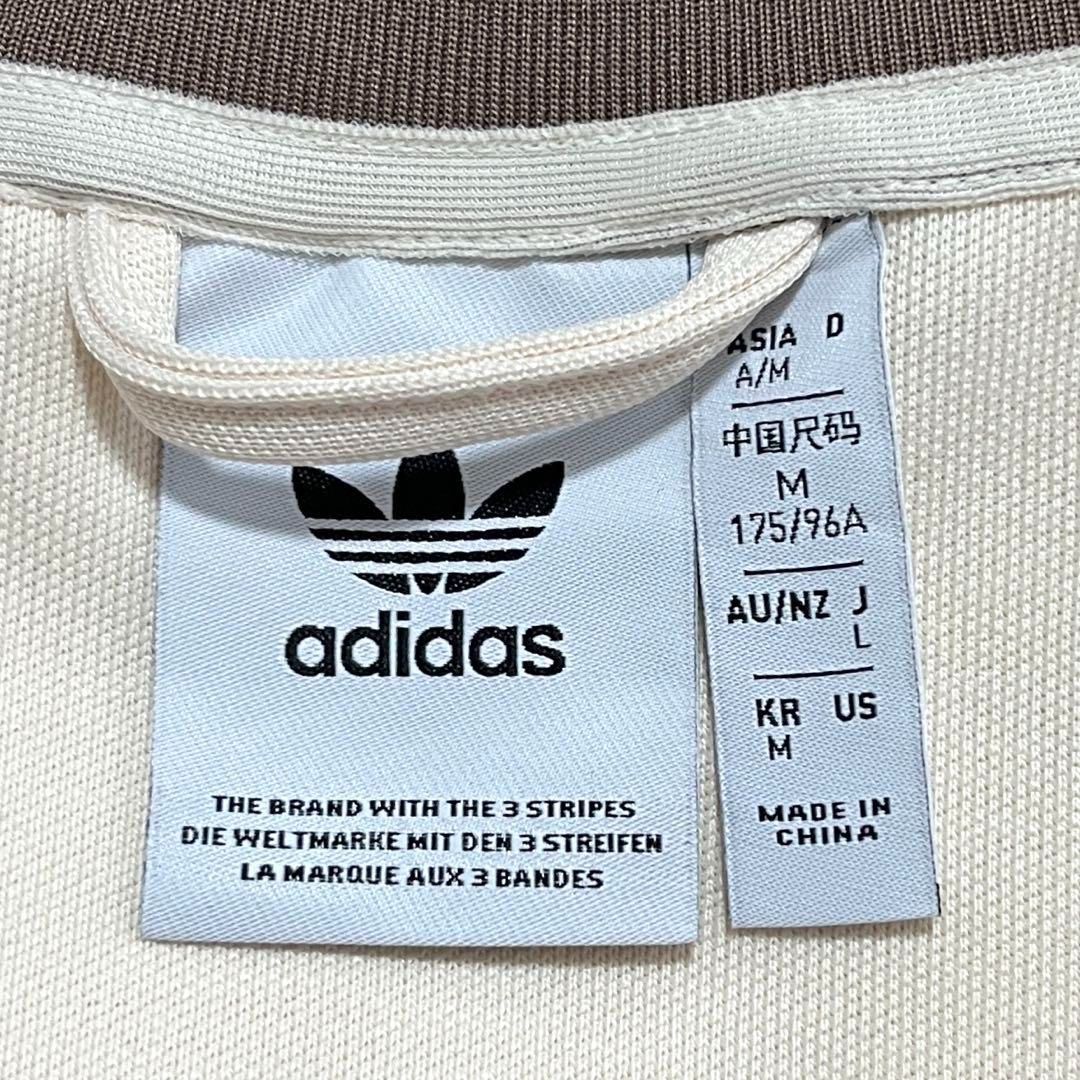 adidas
THE BRAND WITH THE 3 STRIPES
DIE WELTMARKE MIT DEN 3 STREIFEN
LA MARQUE AUX 3 BANDES
ASIA D
A/M
中国尺码
M
175/96A
AU/NZ J
L
KR US
M
MADE IN
CHINA